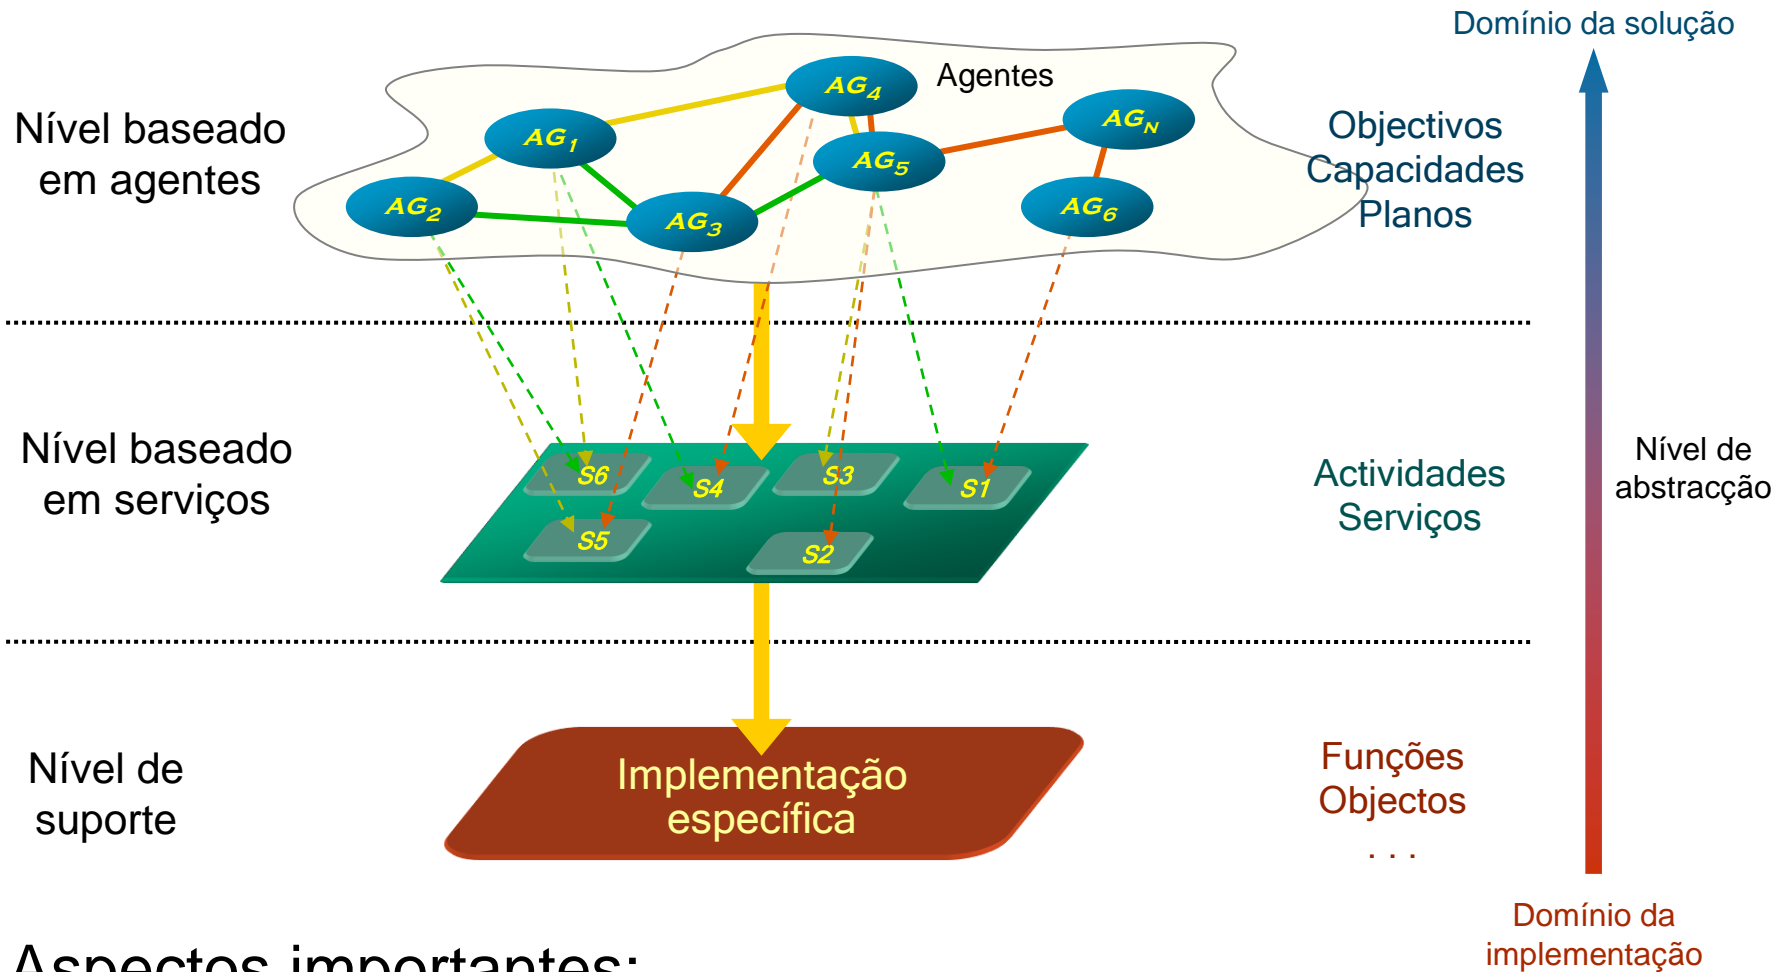 Domínio da solução
Agentes
AG4
AG1
AGN
AG5
AG2
AG3
AG6
Nível baseado
em agentes
Objectivos
Capacidades
Planos
Nível baseado
em serviços
S6
S4
S3
S1
S5
S2
Actividades
Serviços
Nível de
abstracção
Nível de
suporte
Implementação
específica
Funções
Objectos
. . .
Domínio da
implementação
Aspectos importantes: